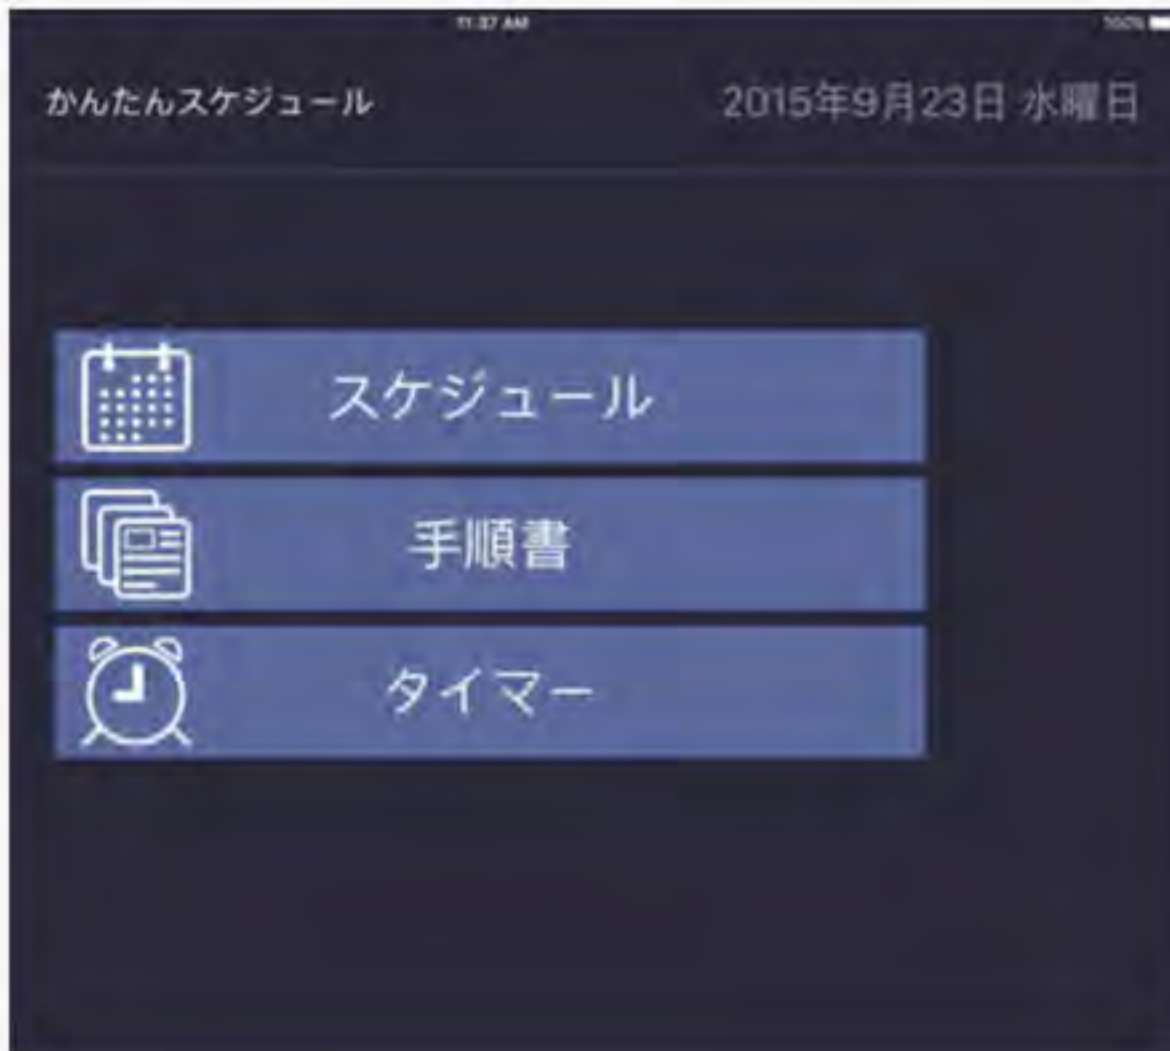 11:37 AM
100%
かんたんスケジュール
2015年9月23日 水曜日
スケジュール
手順書
タイマー